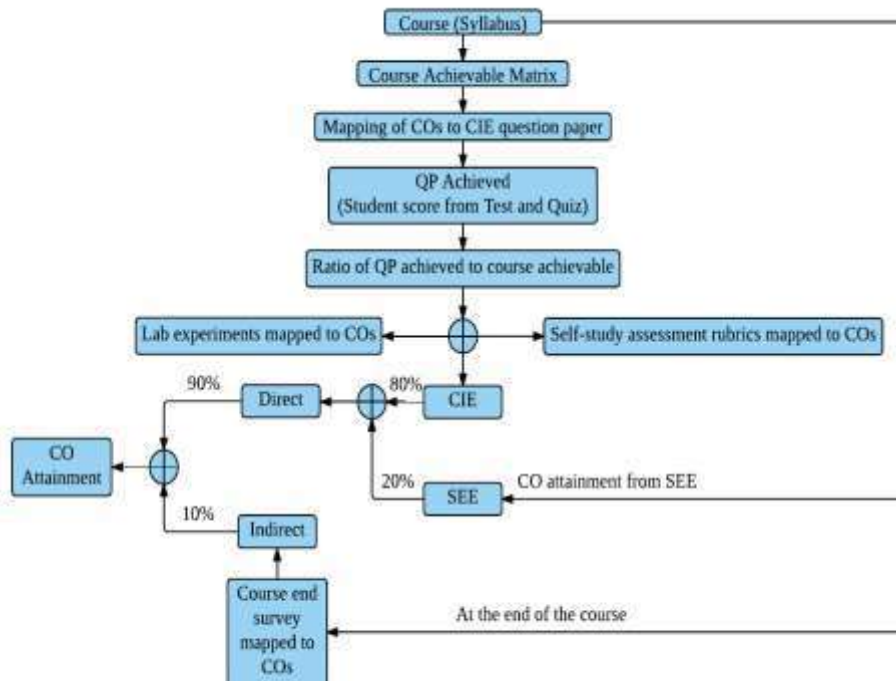 Course (Syllabus)
Course Achievable Matrix
Mapping of COs to CIE question paper
QP Achieved
(Student score from Test and Quiz)
Ratio of QP achieved to course achievable
Lab experiments mapped to COs
Self-study assessment rubrics mapped to COs
90%
Direct
80%
CIE
CO
Attainment
20%
SEE
CO attainment from SEE
10%
Indirect
Course end
survey
mapped to
COs
At the end of the course